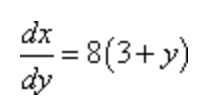 dx/dy = 8(3+y)